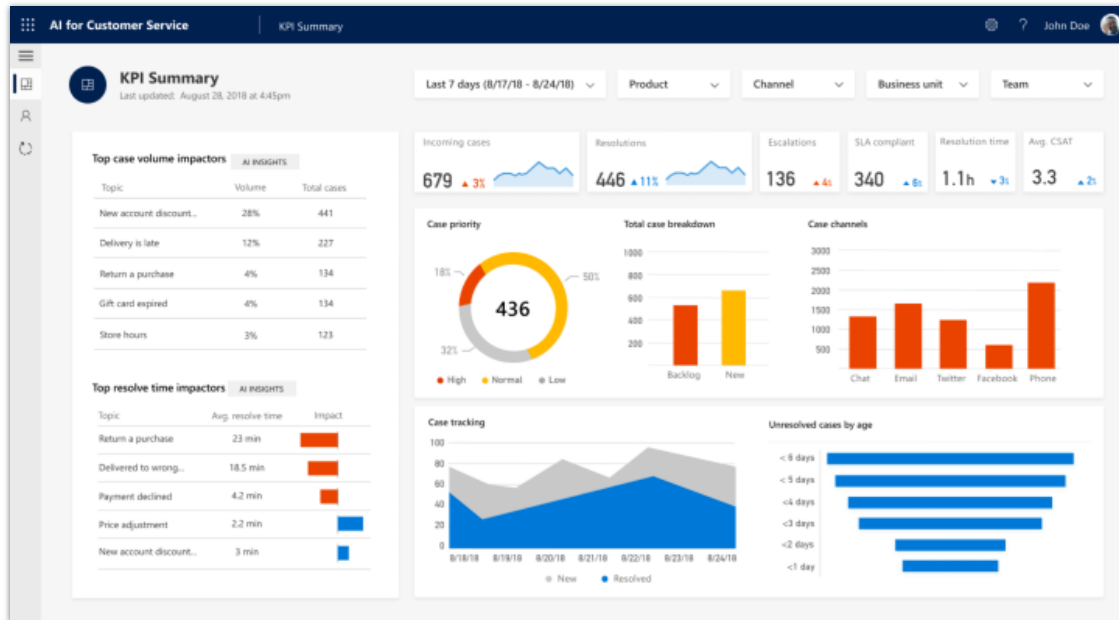 AI for Customer Service
KPI Summary
John Doe
KPI Summary
Last updated: August 28, 2018 at 4:45pm
Last 7 days (8/17/18 - 8/24/18)
Product
Channel
Business unit
Team
Top case volume impactors AI INSIGHTS
Topic Volume Total cases
New account discount... 28% 441
Delivery is late 12% 227
Return a purchase 4% 134
Gift card expired 4% 134
Store hours 3% 123
Top resolve time impactors AI INSIGHTS
Topic Avg. resolve time Impact
Return a purchase 23 min
Delivered to wrong... 18.5 min
Payment declined 4.2 min
Price adjustment 2.2 min
New account discount... 3 min
Incoming cases
679 ▲ 3%
Resolutions
446 ▲ 11%
Escalations
136 ▲ 4%
SLA compliant
340 ▲ 6%
Resolution time
1.1h ▼ 3%
Avg. CSAT
3.3 ▲ 2%
Case priority
18%
50%
436
32%
High Normal Low
Total case breakdown
1000
800
600
400
200
Backlog New
Case channels
3000
2500
2000
1500
1000
500
Chat Email Twitter Facebook Phone
Case tracking
100
80
60
40
20
0
8/18/18 8/19/18 8/20/18 8/21/18 8/22/18 8/23/18 8/24/18
New Resolved
Unresolved cases by age
< 6 days
< 5 days
<4 days
<3 days
<2 days
<1 day